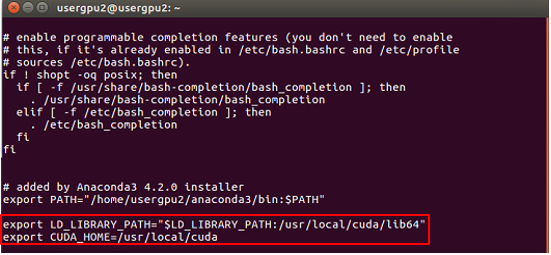 usergpu2@usergpu2: ~
# enable programmable completion features (you don't need to enable
# this, if it's already enabled in /etc/bash.bashrc and /etc/profile
# sources /etc/bash.bashrc).
if ! shopt -oq posix; then
  if [ -f /usr/share/bash-completion/bash_completion ]; then
    . /usr/share/bash-completion/bash_completion
  elif [ -f /etc/bash_completion ]; then
    . /etc/bash_completion
  fi
fi
# added by Anaconda3 4.2.0 installer
export PATH="/home/usergpu2/anaconda3/bin:$PATH"
export LD_LIBRARY_PATH="$LD_LIBRARY_PATH:/usr/local/cuda/lib64"
export CUDA_HOME=/usr/local/cuda